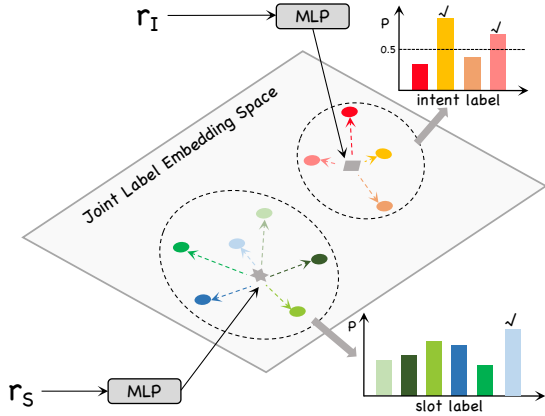 r_I
MLP
P
√
√
0.5
intent label
Joint Label Embedding Space
P
√
slot label
r_S
MLP